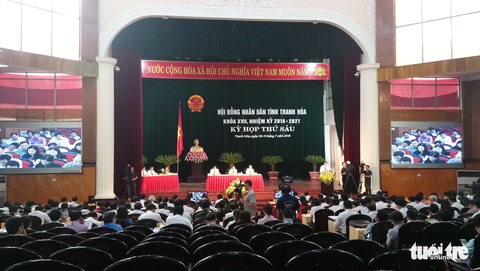 NƯỚC CỘNG HÒA XÃ HỘI CHỦ NGHĨA VIỆT NAM MUÔN NĂM
HỘI ĐỒNG NHÂN DÂN TỈNH THANH HÓA
KHÓA XVII, NHIỆM KỲ 2016 - 2021
KỲ HỌP THỨ SÁU
tuổi trẻ
online